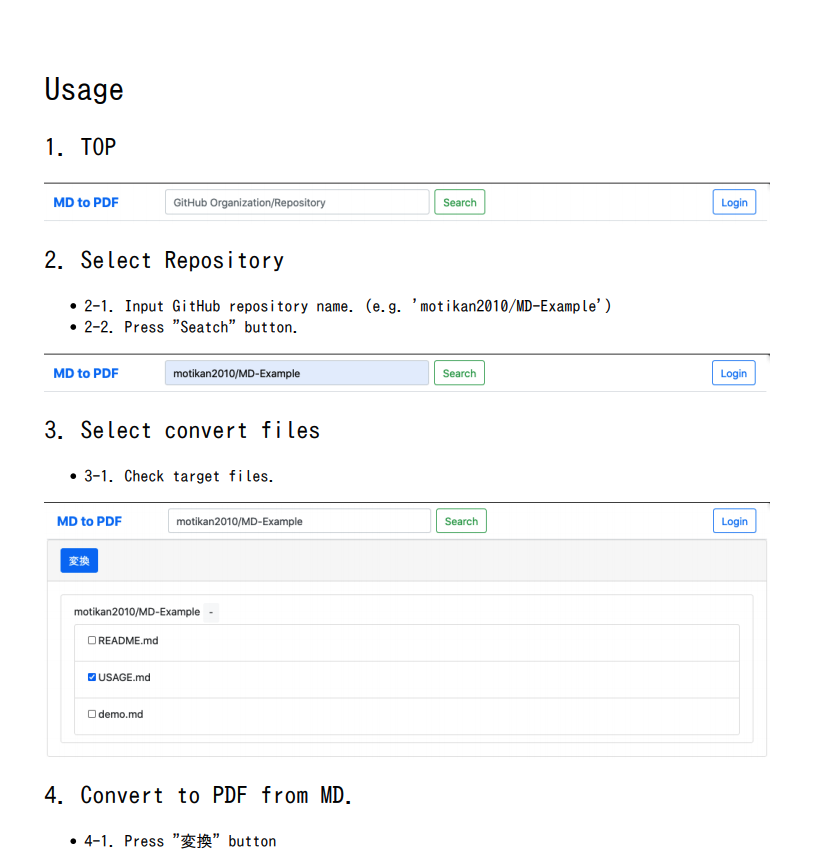 Usage
1. TOP
MD to PDF GitHub Organization/Repository Search Login
2. Select Repository
• 2-1. Input GitHub repository name. (e.g. 'motikan2010/MD-Example')
• 2-2. Press ”Seatch” button.
MD to PDF motikan2010/MD-Example Search Login
3. Select convert files
• 3-1. Check target files.
MD to PDF motikan2010/MD-Example Search Login
変換
motikan2010/MD-Example -
README.md
USAGE.md
demo.md
4. Convert to PDF from MD.
• 4-1. Press ”変換” button